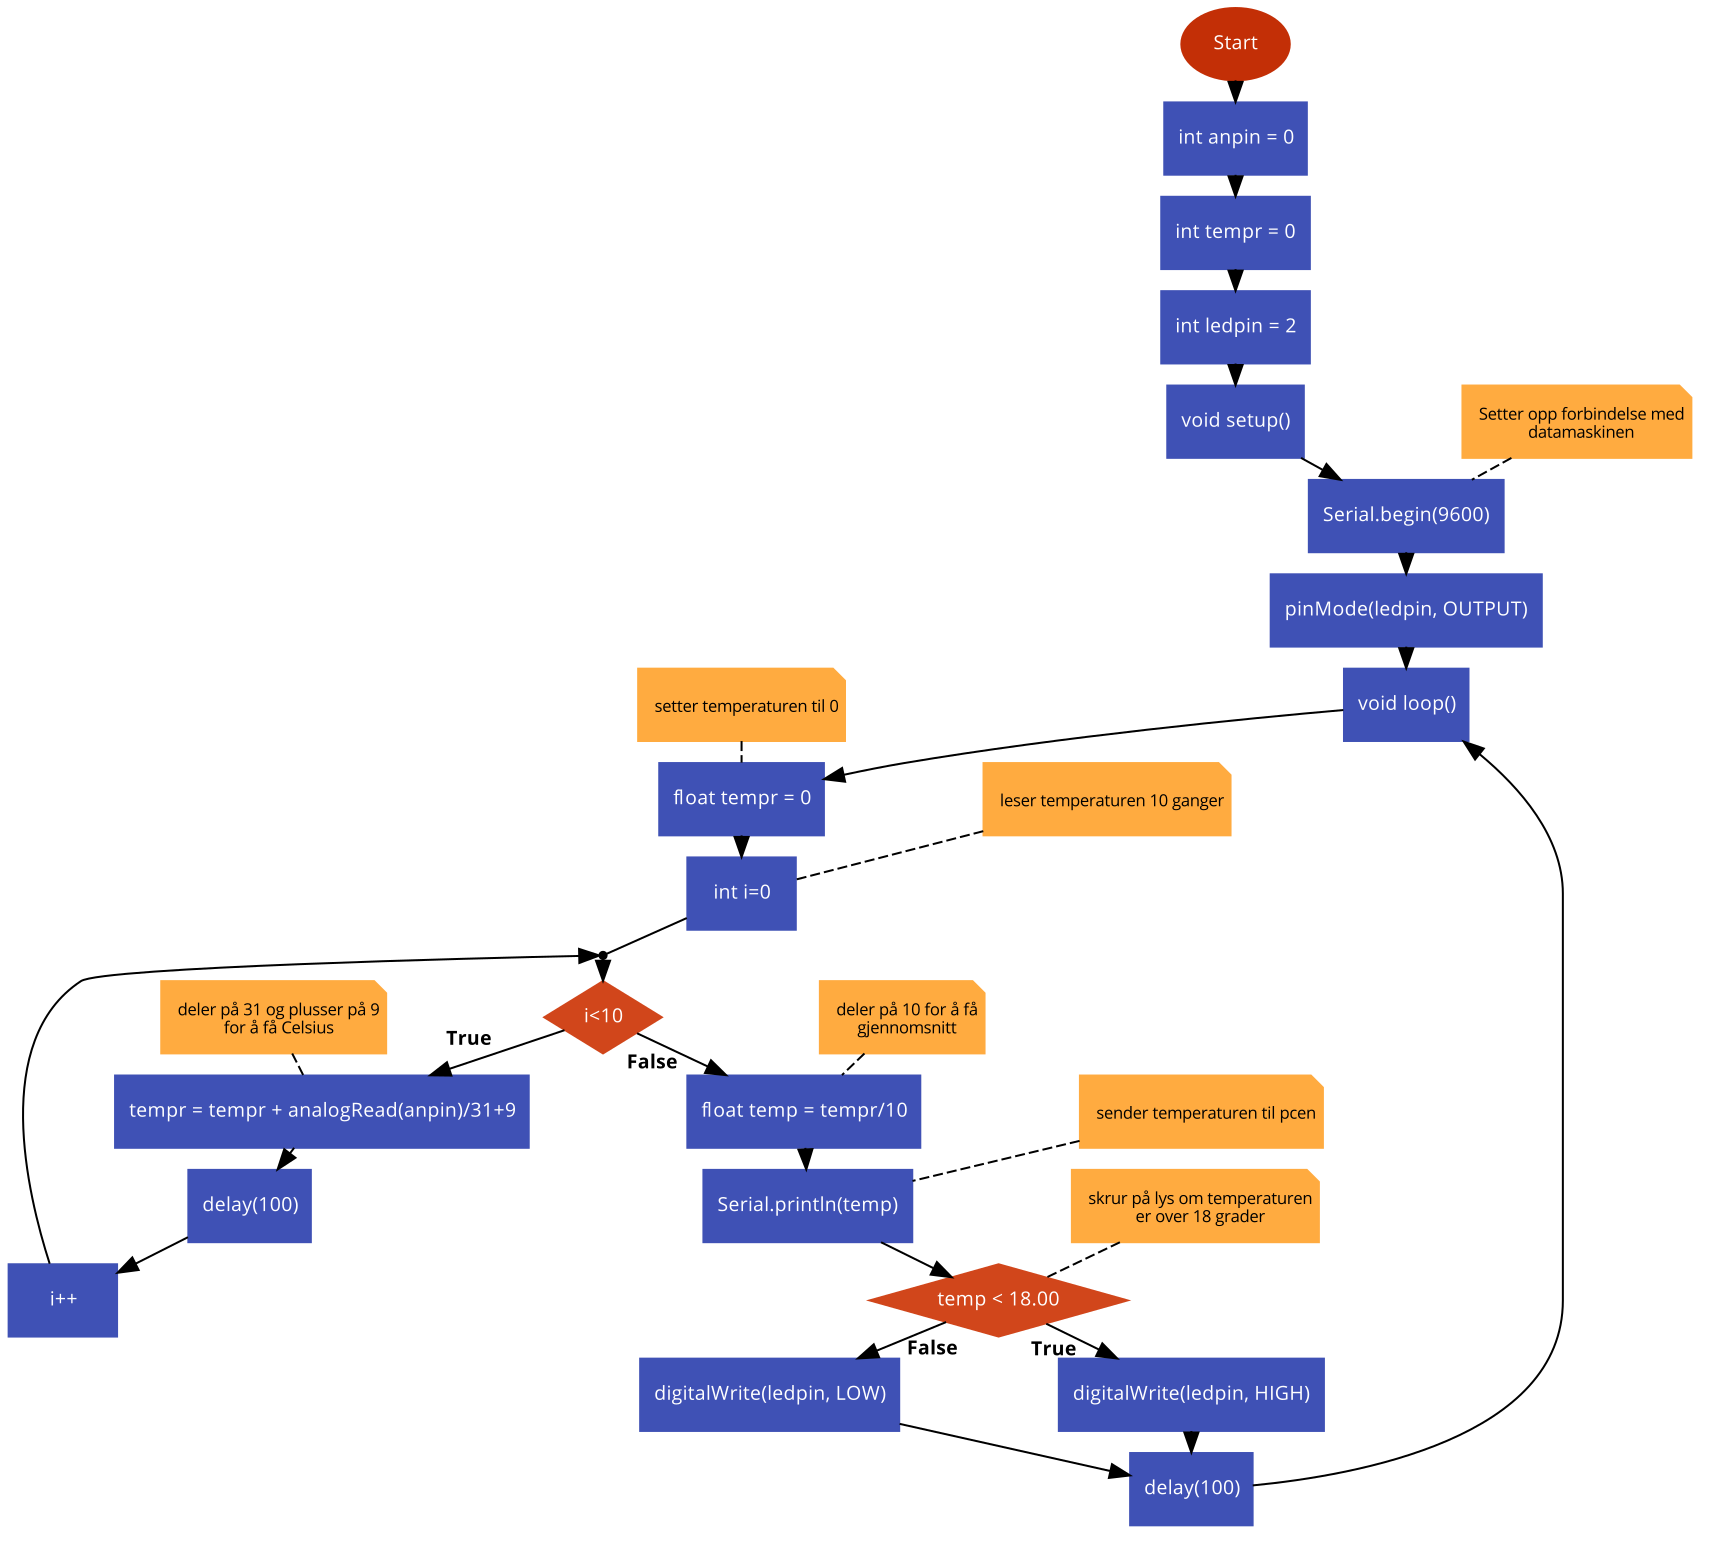 Start
int anpin = 0
int tempr = 0
int ledpin = 2
void setup()
Setter opp forbindelse med
datamaskinen
Serial.begin(9600)
pinMode(ledpin, OUTPUT)
void loop()
setter temperaturen til 0
float tempr = 0
leser temperaturen 10 ganger
int i=0
i<10
True
False
deler på 31 og plusser på 9
for å få Celsius
deler på 10 for å få
gjennomsnitt
tempr = tempr + analogRead(anpin)/31+9
float temp = tempr/10
sender temperaturen til pcen
delay(100)
Serial.println(temp)
skrur på lys om temperaturen
er over 18 grader
i++
temp < 18.00
False
True
digitalWrite(ledpin, LOW)
digitalWrite(ledpin, HIGH)
delay(100)